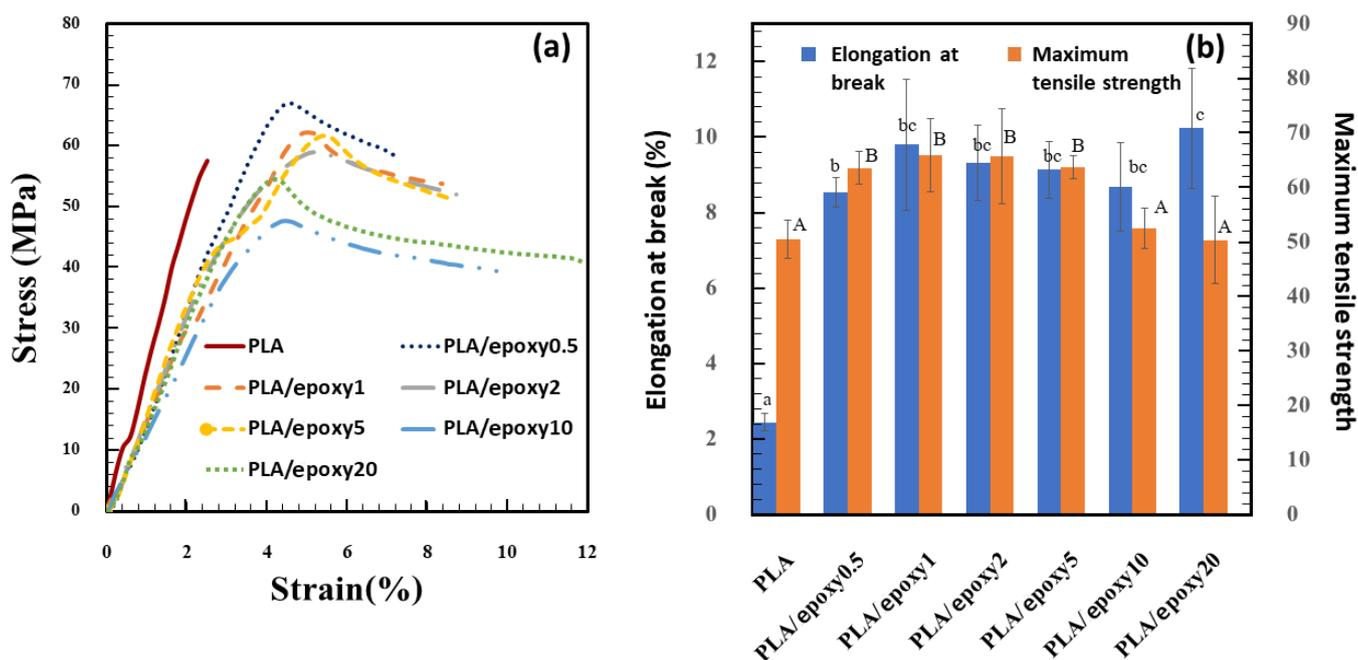 (a)
80
70
60
50
40
30
20
10
0
Stress (MPa)
PLA
PLA/epoxy0.5
PLA/epoxy1
PLA/epoxy2
PLA/epoxy5
PLA/epoxy10
PLA/epoxy20
0 2 4 6 8 10 12
Strain(%)
(b)
Elongation at
break
Maximum
tensile strength
12
10
8
6
4
2
0
Elongation at break (%)
90
80
70
60
50
40
30
20
10
0
Maximum tensile strength
a
A
b
B
bc
B
bc
B
bc
B
bc
A
c
A
PLA
PLA/epoxy0.5
PLA/epoxy1
PLA/epoxy2
PLA/epoxy5
PLA/epoxy10
PLA/epoxy20